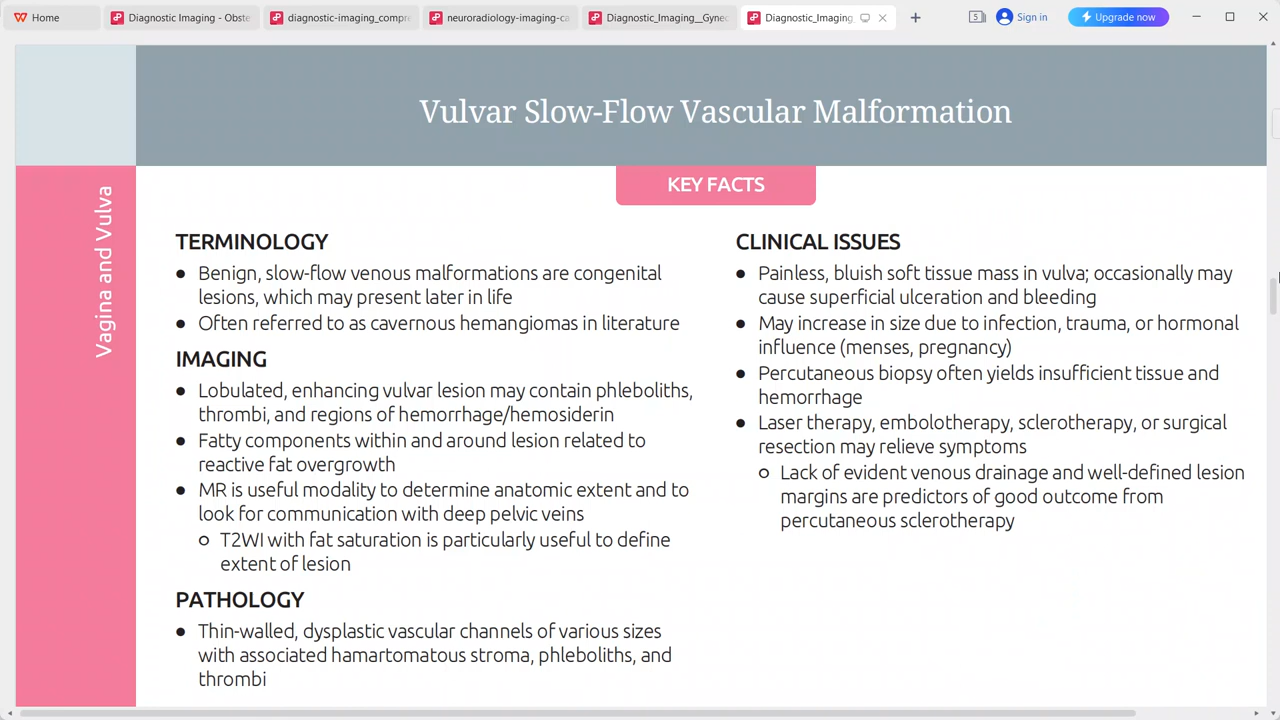 Home
Diagnostic Imaging - Obste
diagnostic-imaging_compre
neuroradiology-imaging-ca
Diagnostic_Imaging__Gynec
Diagnostic_Imaging_
5
Sign in
Upgrade now
Vulvar Slow-Flow Vascular Malformation
KEY FACTS
Vagina and Vulva
TERMINOLOGY
● Benign, slow-flow venous malformations are congenital
lesions, which may present later in life
● Often referred to as cavernous hemangiomas in literature
IMAGING
● Lobulated, enhancing vulvar lesion may contain phleboliths,
thrombi, and regions of hemorrhage/hemosiderin
● Fatty components within and around lesion related to
reactive fat overgrowth
● MR is useful modality to determine anatomic extent and to
look for communication with deep pelvic veins
○ T2WI with fat saturation is particularly useful to define
extent of lesion
PATHOLOGY
● Thin-walled, dysplastic vascular channels of various sizes
with associated hamartomatous stroma, phleboliths, and
thrombi
CLINICAL ISSUES
● Painless, bluish soft tissue mass in vulva; occasionally may
cause superficial ulceration and bleeding
● May increase in size due to infection, trauma, or hormonal
influence (menses, pregnancy)
● Percutaneous biopsy often yields insufficient tissue and
hemorrhage
● Laser therapy, embolotherapy, sclerotherapy, or surgical
resection may relieve symptoms
○ Lack of evident venous drainage and well-defined lesion
margins are predictors of good outcome from
percutaneous sclerotherapy